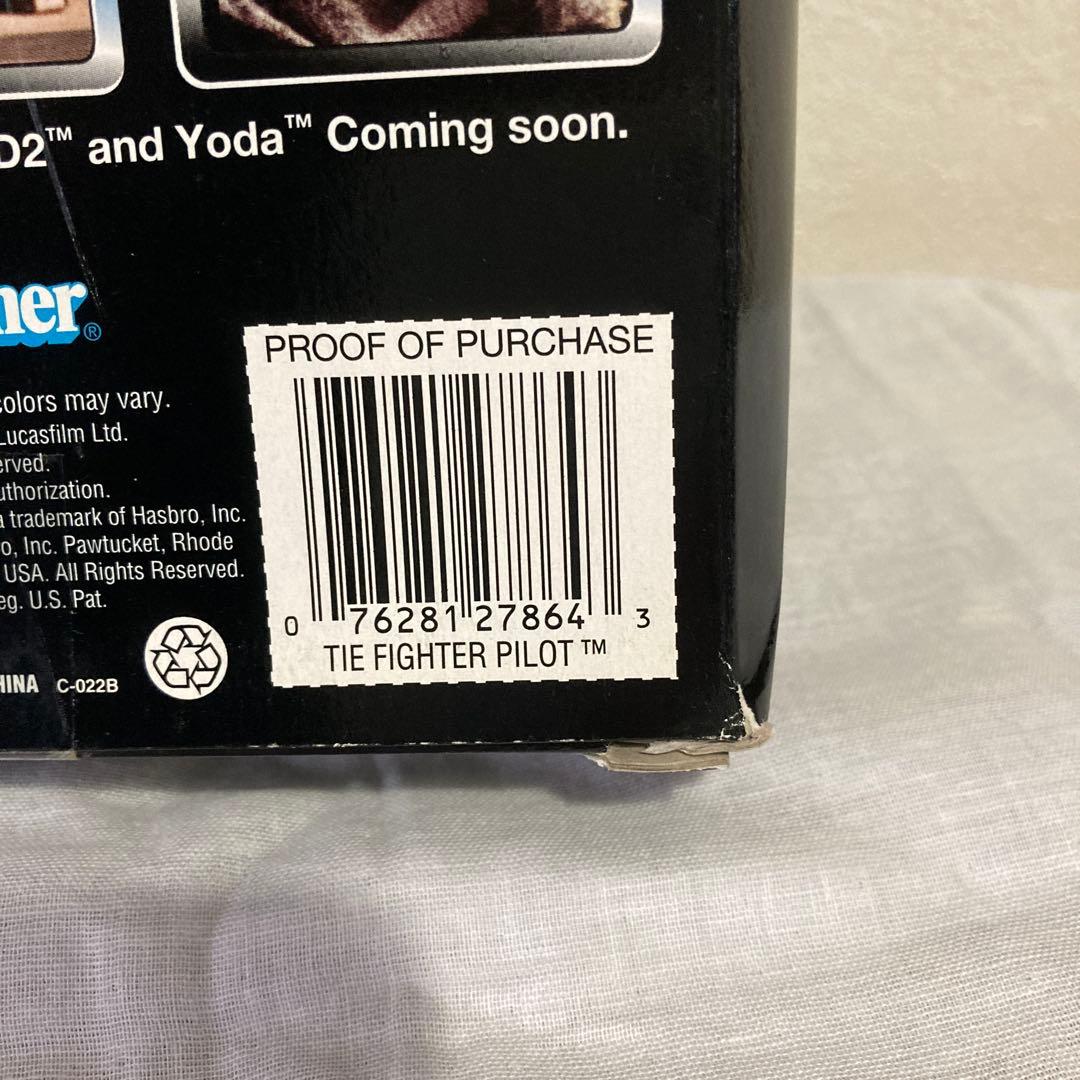 D2™ and Yoda™ Coming soon.
ner®
colors may vary.
Lucasfilm Ltd.
erved.
uthorization.
a trademark of Hasbro, Inc.
o, Inc. Pawtucket, Rhode
USA. All Rights Reserved.
eg. U.S. Pat.
HINA C-022B
PROOF OF PURCHASE
0 76281 27864 3
TIE FIGHTER PILOT™